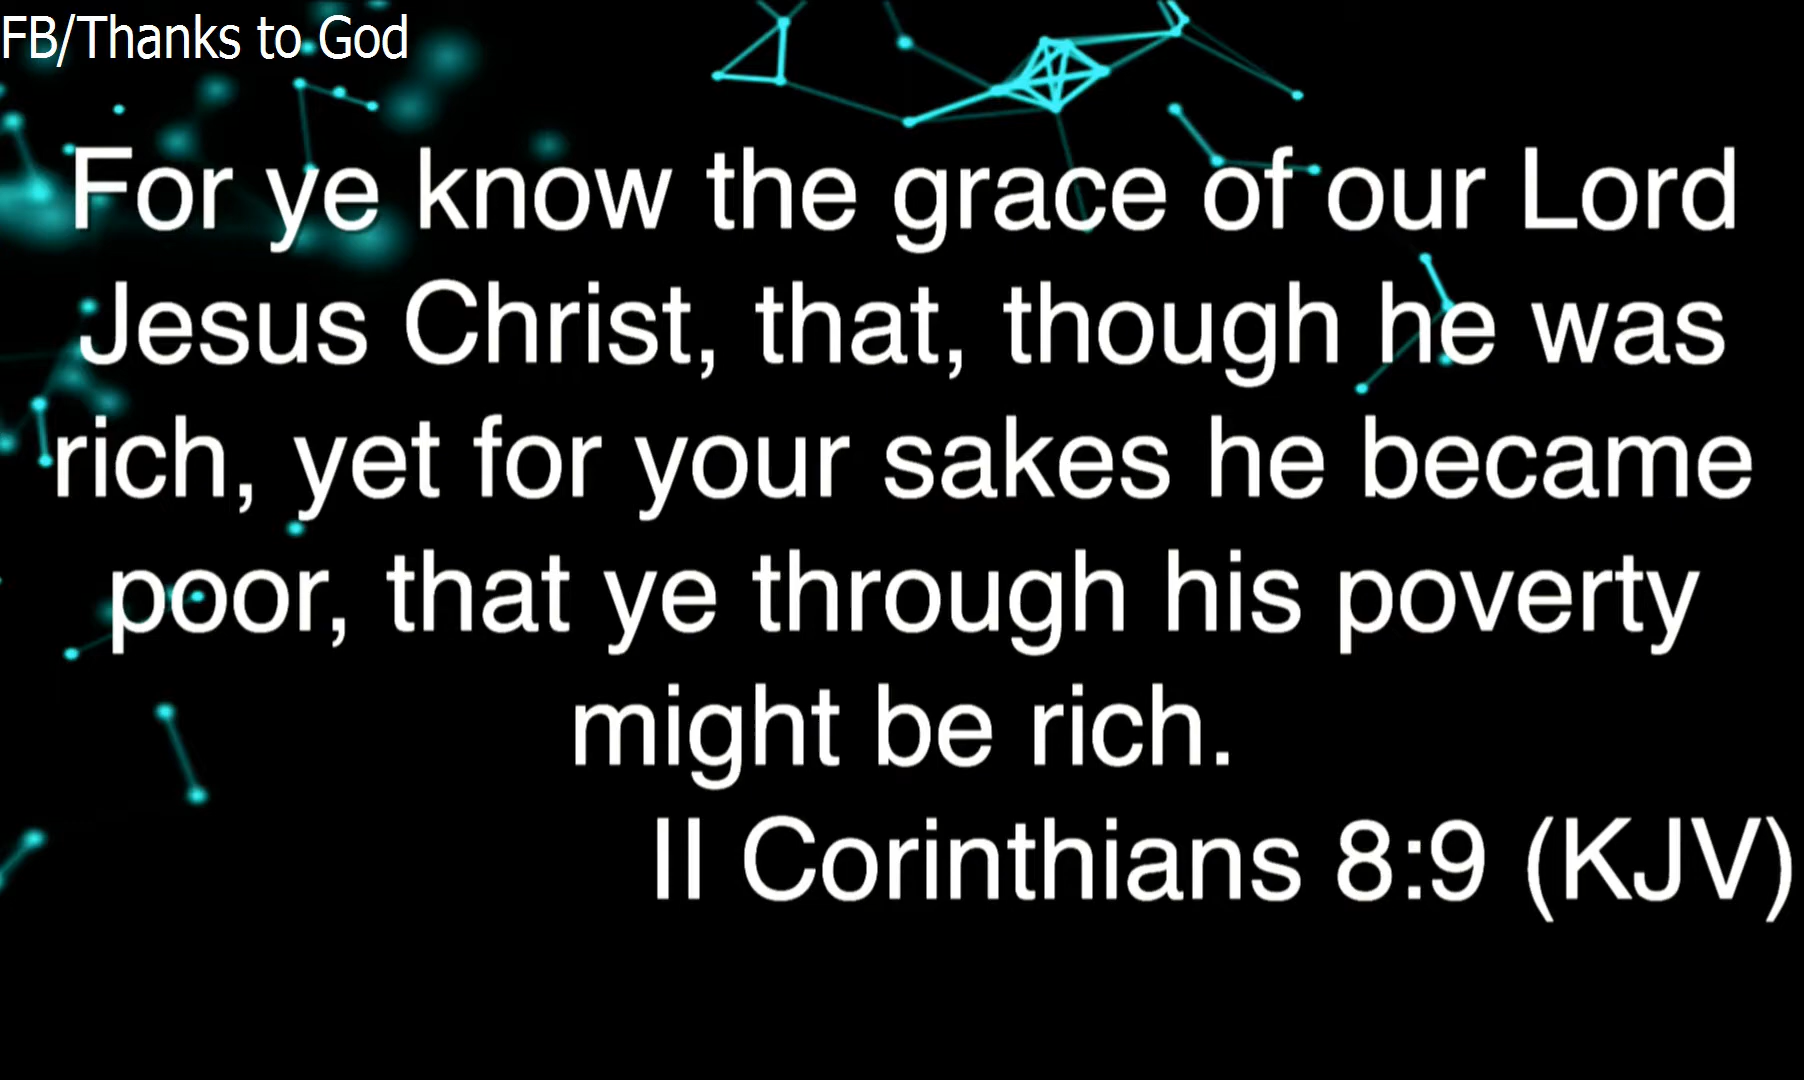 FB/Thanks to God
For ye know the grace of our Lord
Jesus Christ, that, though he was
rich, yet for your sakes he became
poor, that ye through his poverty
might be rich.
II Corinthians 8:9 (KJV)